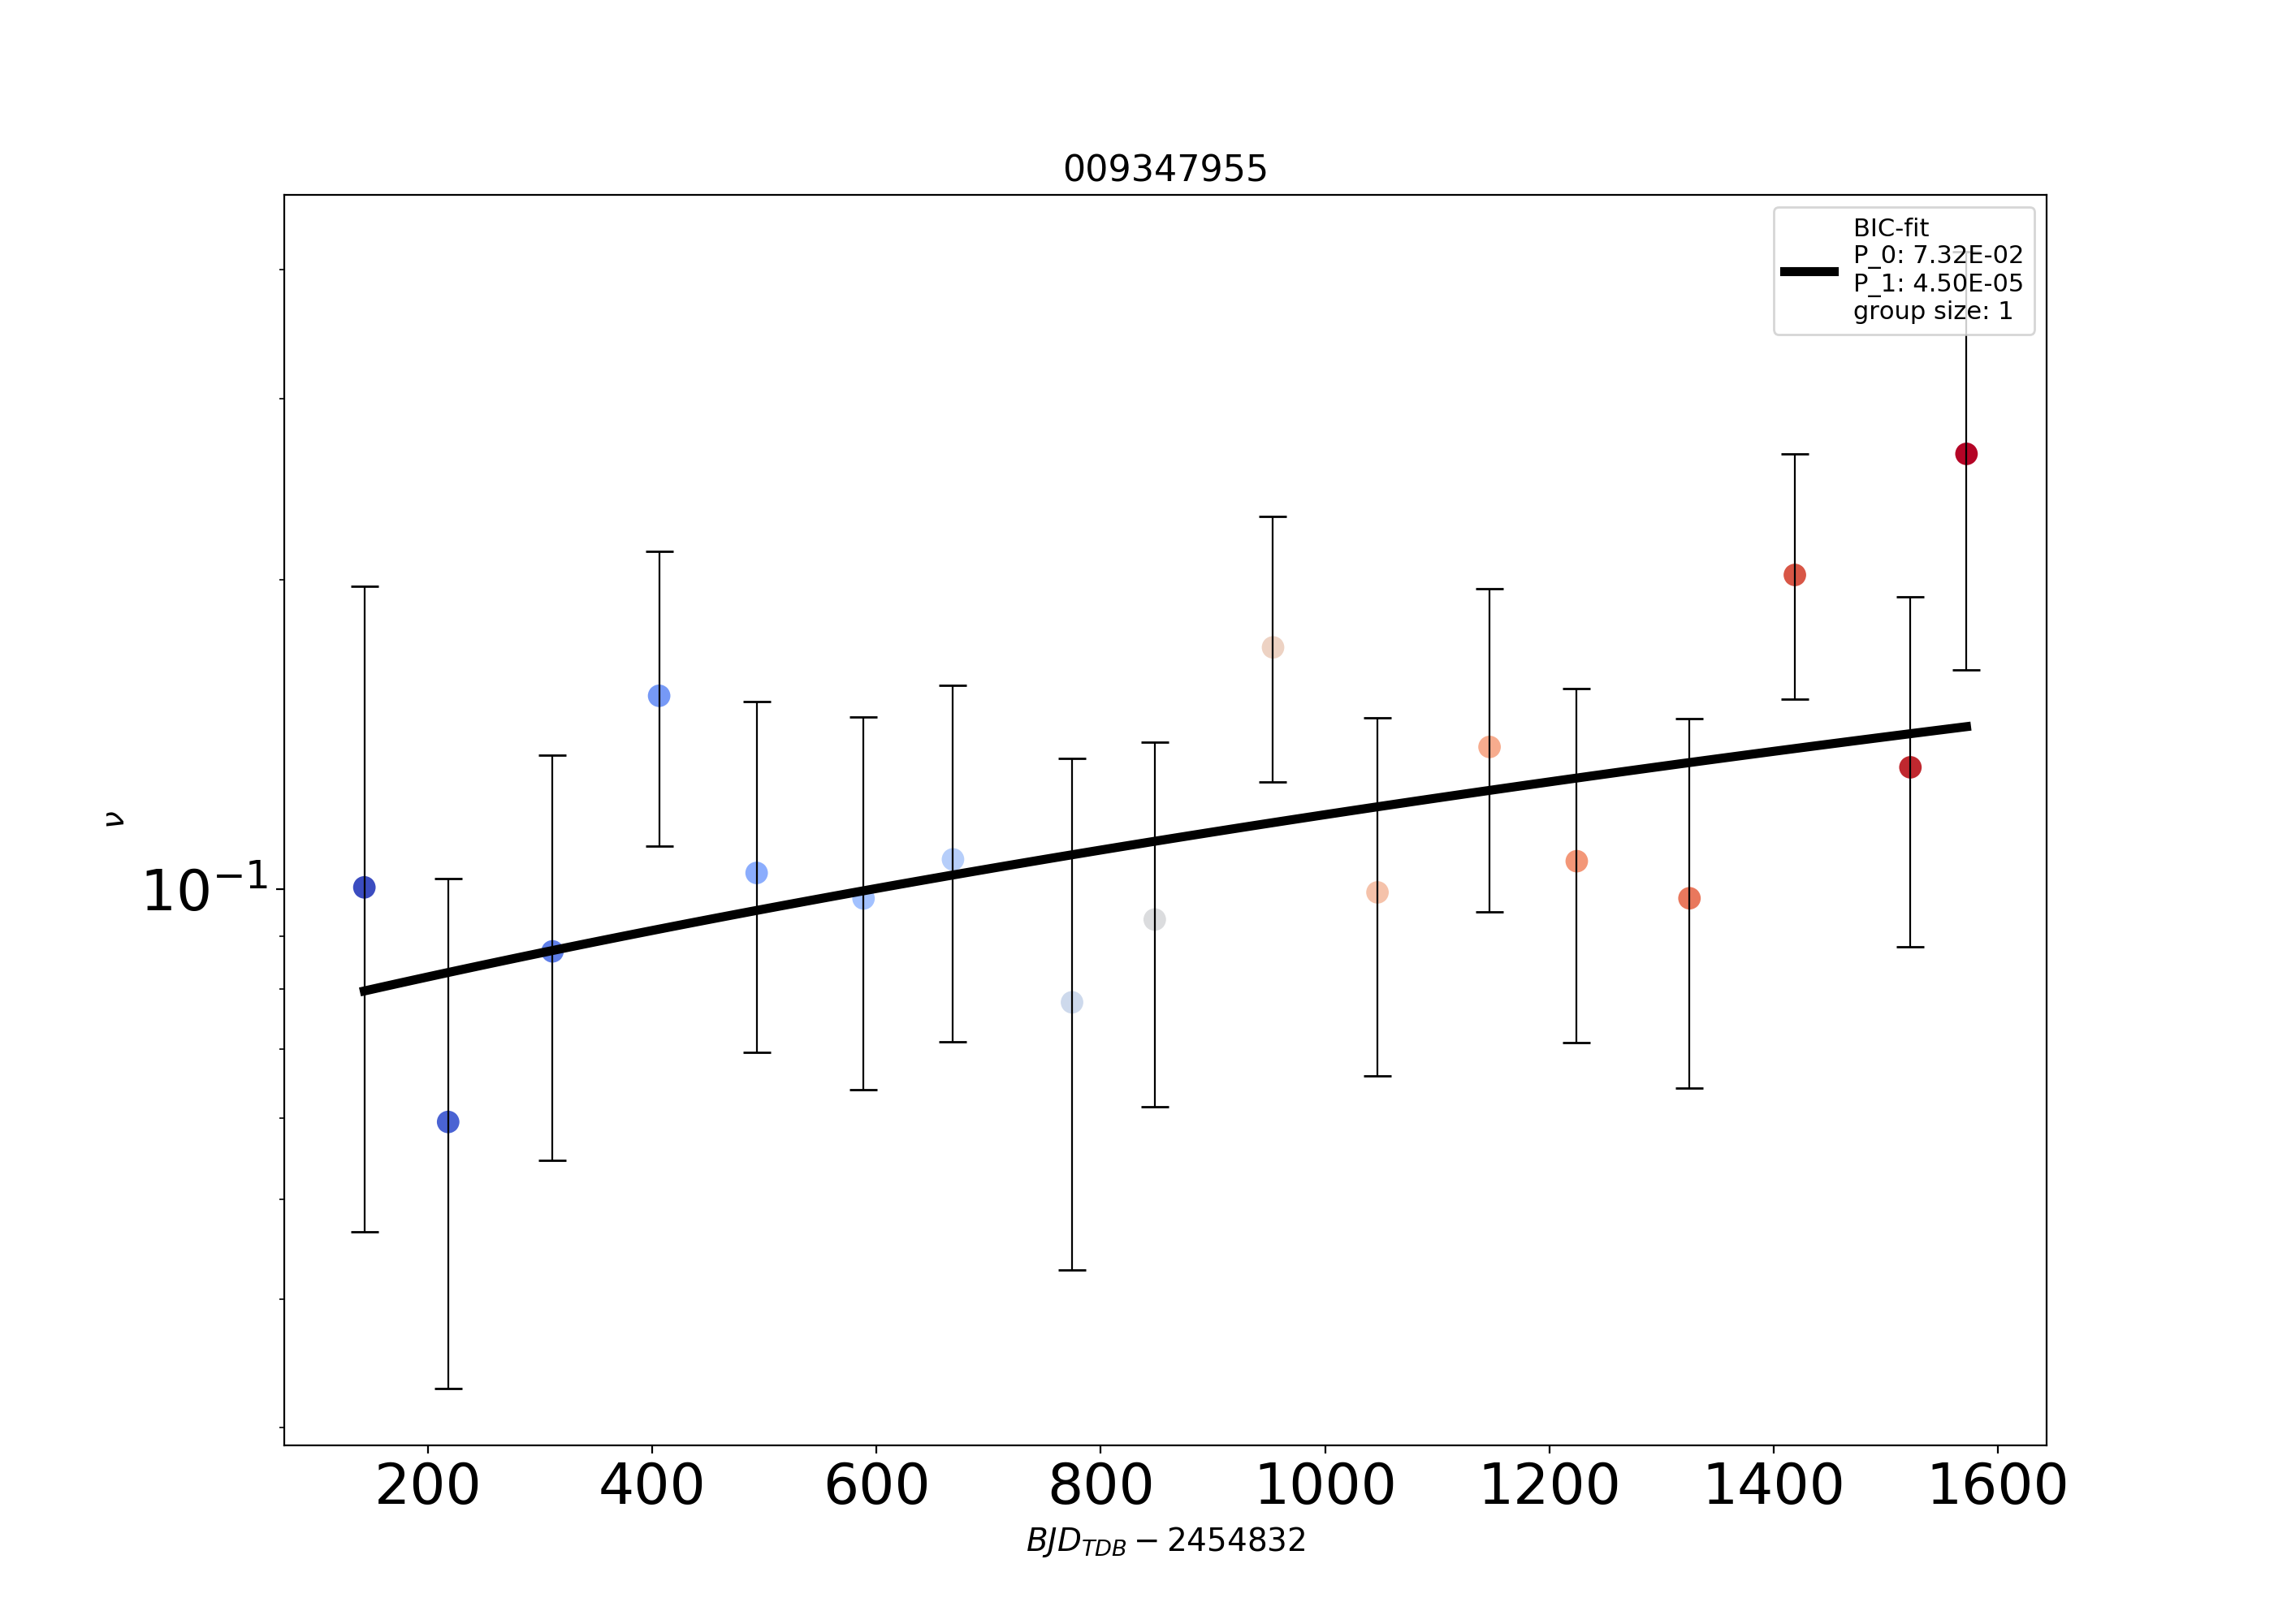 009347955
BIC-fit
P_0: 7.32E-02
P_1: 4.50E-05
group size: 1
ν
10⁻¹
200 400 600 800 1000 1200 1400 1600
BJD_TDB − 2454832